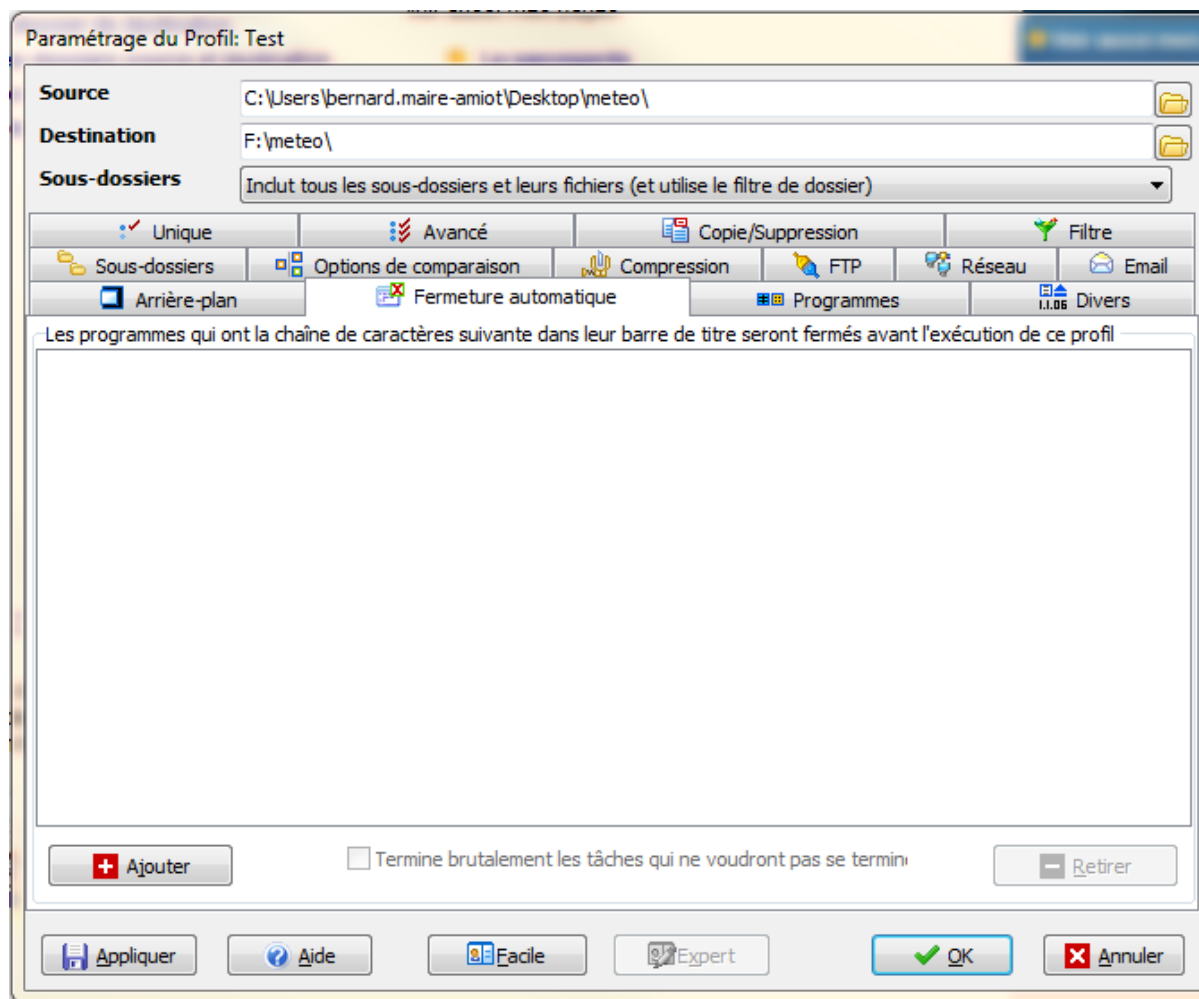 Paramétrage du Profil: Test
Source
C:\Users\bernard.maire-amiot\Desktop\meteo\
Destination
F:\meteo\
Sous-dossiers
Inclut tous les sous-dossiers et leurs fichiers (et utilise le filtre de dossier)
Unique Avancé Copie/Suppression Filtre
Sous-dossiers Options de comparaison Compression FTP Réseau Email
Arrière-plan Fermeture automatique Programmes Divers
Les programmes qui ont la chaîne de caractères suivante dans leur barre de titre seront fermés avant l'exécution de ce profil
Ajouter Termine brutalement les tâches qui ne voudront pas se termin Retirer
Appliquer Aide Facile Expert OK Annuler